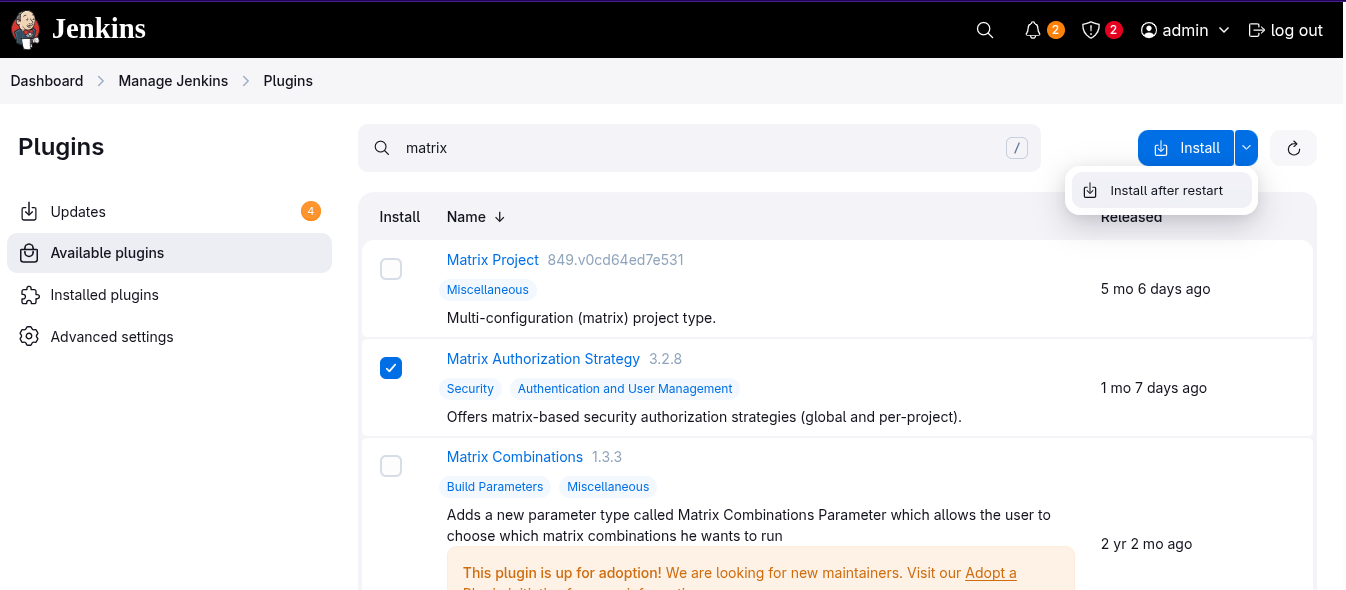 Jenkins
2
2
admin
log out
Dashboard
Manage Jenkins
Plugins
Plugins
matrix
/
Install
Install after restart
Updates
4
Available plugins
Installed plugins
Advanced settings
Install
Name
Released
Matrix Project 849.v0cd64ed7e531
Miscellaneous
Multi-configuration (matrix) project type.
5 mo 6 days ago
Matrix Authorization Strategy 3.2.8
Security
Authentication and User Management
Offers matrix-based security authorization strategies (global and per-project).
1 mo 7 days ago
Matrix Combinations 1.3.3
Build Parameters
Miscellaneous
Adds a new parameter type called Matrix Combinations Parameter which allows the user to
choose which matrix combinations he wants to run
2 yr 2 mo ago
This plugin is up for adoption! We are looking for new maintainers. Visit our Adopt a